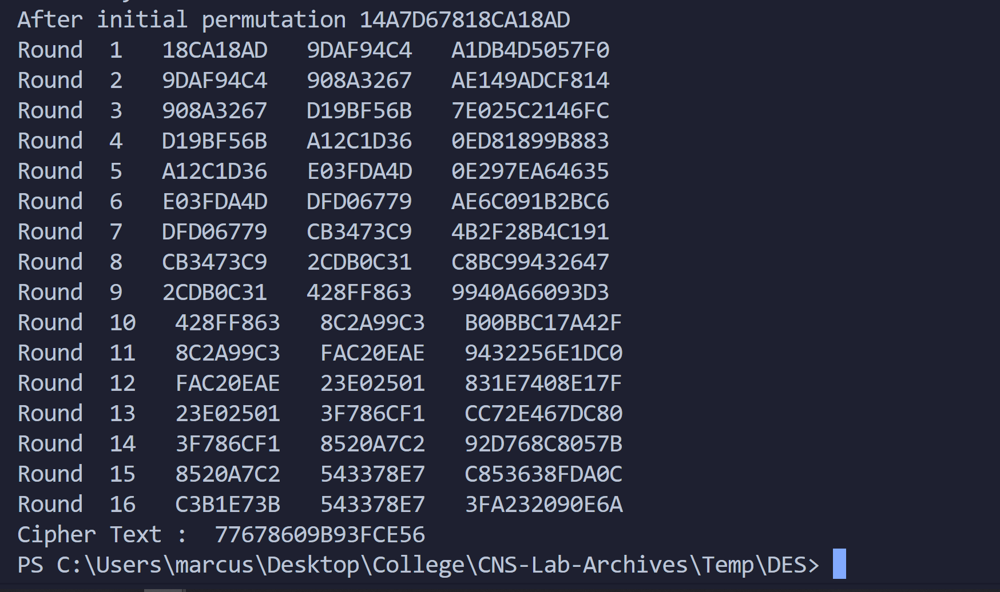 After initial permutation 14A7D67818CA18AD
Round  1   18CA18AD   9DAF94C4   A1DB4D5057F0
Round  2   9DAF94C4   908A3267   AE149ADCF814
Round  3   908A3267   D19BF56B   7E025C2146FC
Round  4   D19BF56B   A12C1D36   0ED81899B883
Round  5   A12C1D36   E03FDA4D   0E297EA64635
Round  6   E03FDA4D   DFD06779   AE6C091B2BC6
Round  7   DFD06779   CB3473C9   4B2F28B4C191
Round  8   CB3473C9   2CDB0C31   C8BC99432647
Round  9   2CDB0C31   428FF863   9940A66093D3
Round  10   428FF863   8C2A99C3   B00BBC17A42F
Round  11   8C2A99C3   FAC20EAE   9432256E1DC0
Round  12   FAC20EAE   23E02501   831E7408E17F
Round  13   23E02501   3F786CF1   CC72E467DC80
Round  14   3F786CF1   8520A7C2   92D768C8057B
Round  15   8520A7C2   543378E7   C853638FDA0C
Round  16   C3B1E73B   543378E7   3FA232090E6A
Cipher Text :  77678609B93FCE56
PS C:\Users\marcus\Desktop\College\CNS-Lab-Archives\Temp\DES>